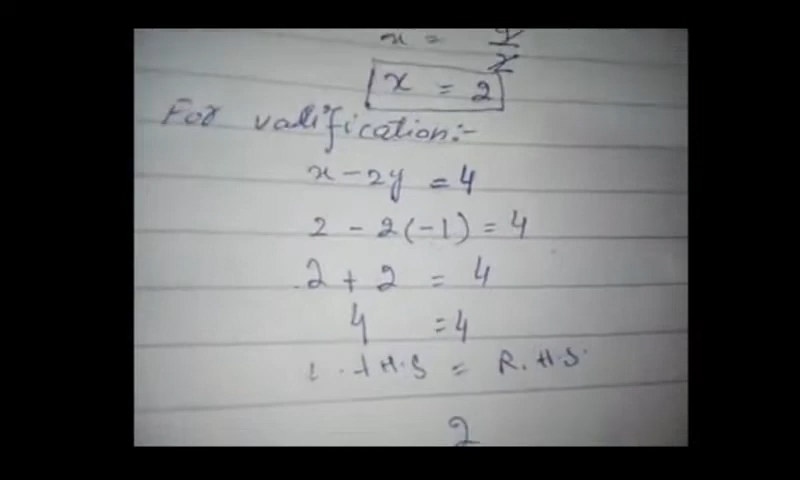 x =
x = 2
For valification:-
x - 2y = 4
2 - 2(-1) = 4
2 + 2 = 4
4 = 4
L.H.S = R.H.S.
2